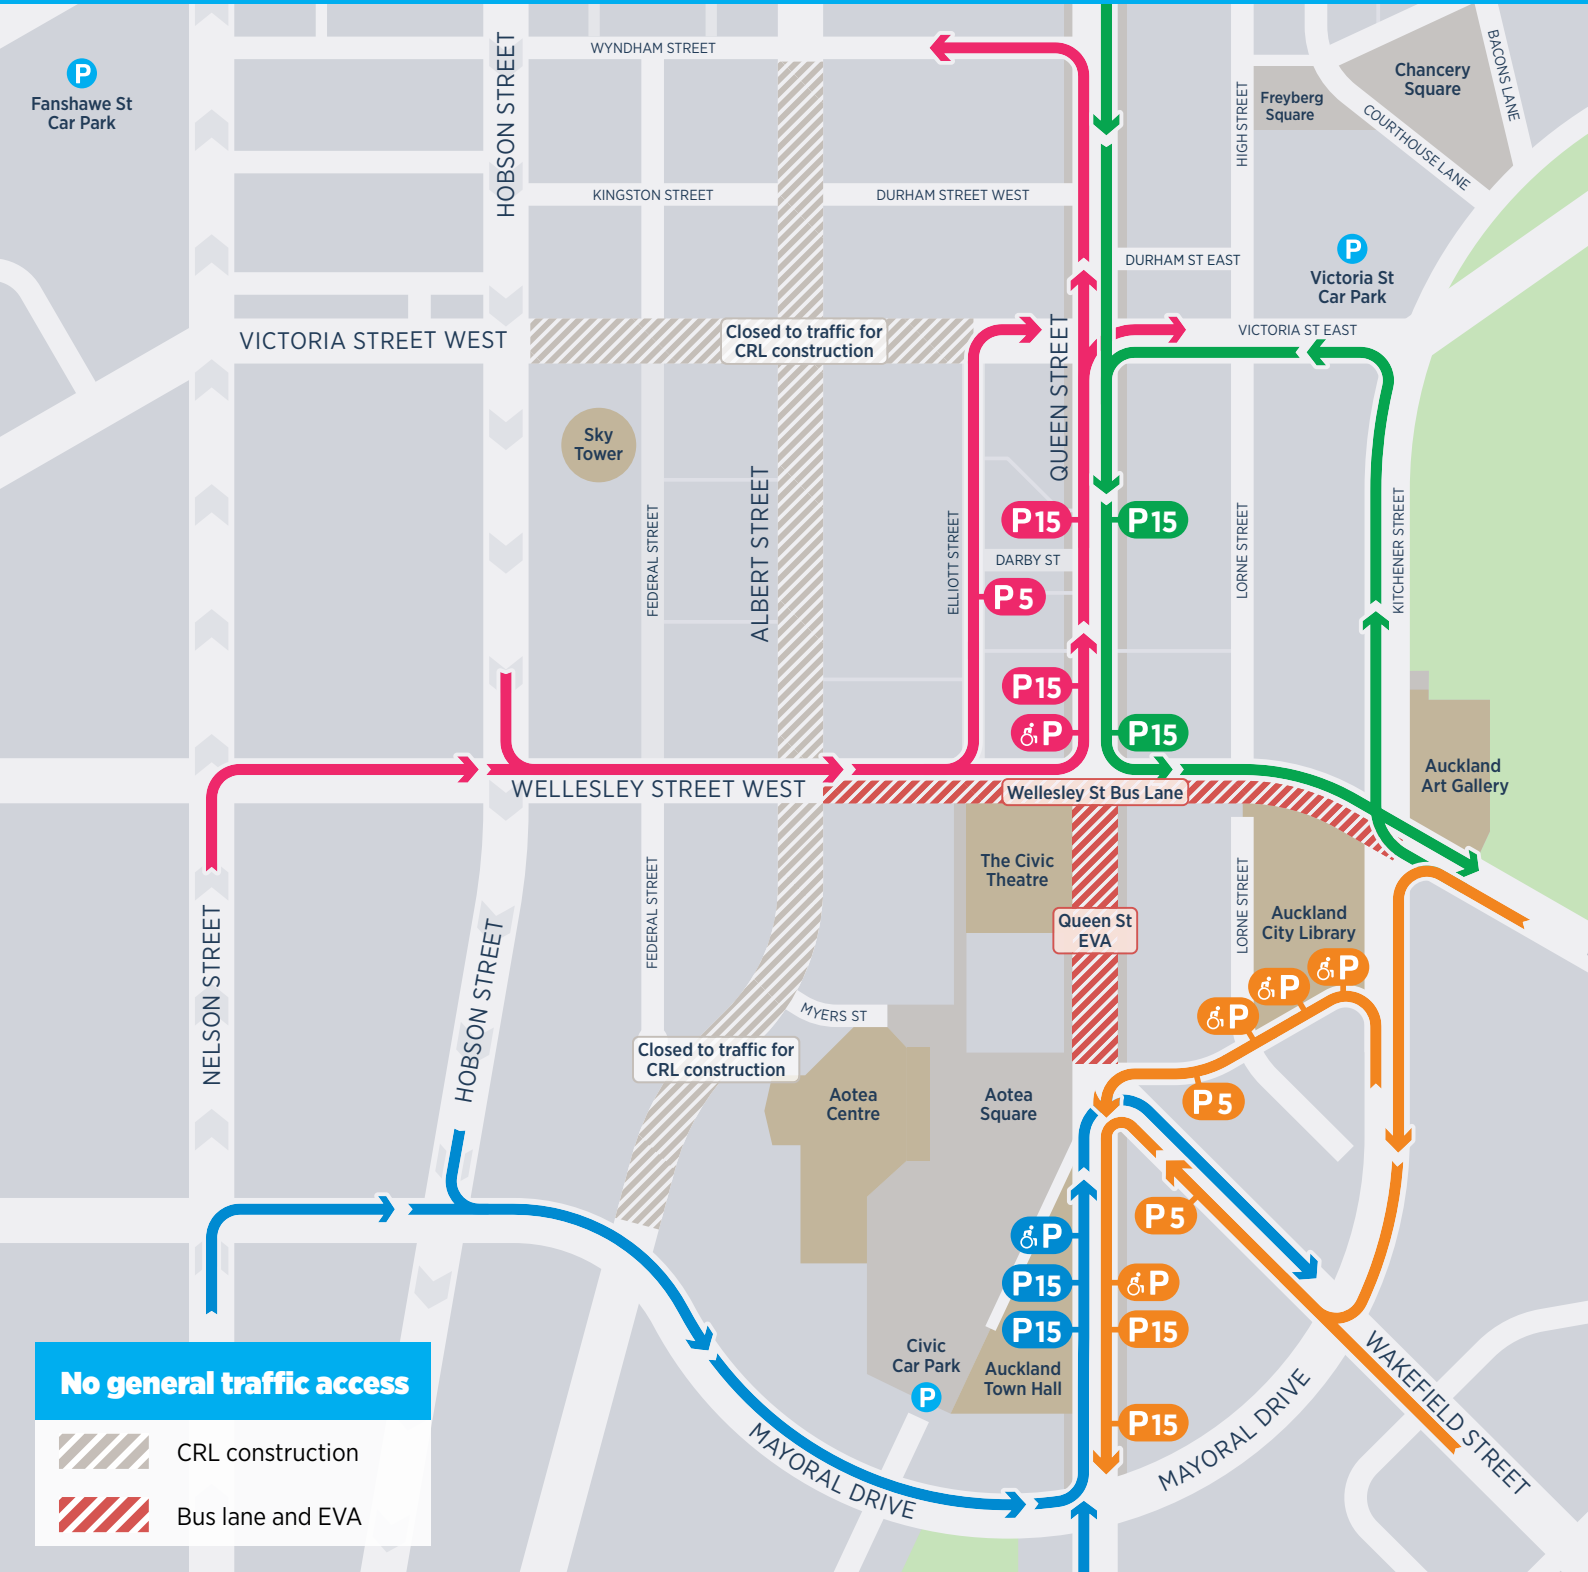 WYNDHAM STREET
HOBSON STREET
BACONS LANE
P
Fanshawe St
Car Park
Chancery
Square
Freyberg
Square
HIGH STREET
COURTHOUSE LANE
KINGSTON STREET
DURHAM STREET WEST
DURHAM ST EAST
P
Victoria St
Car Park
VICTORIA STREET WEST
Closed to traffic for
CRL construction
VICTORIA ST EAST
QUEEN STREET
Sky
Tower
FEDERAL STREET
ALBERT STREET
ELLIOTT STREET
LORNE STREET
KITCHENER STREET
P15
P15
DARBY ST
P5
P15
P
P15
WELLESLEY STREET WEST
Wellesley St Bus Lane
Auckland
Art Gallery
The Civic
Theatre
FEDERAL STREET
LORNE STREET
Queen St
EVA
Auckland
City Library
NELSON STREET
HOBSON STREET
P
P
P
MYERS ST
Closed to traffic for
CRL construction
Aotea
Centre
Aotea
Square
P5
P5
P
P15
P15
P
P15
P15
Civic
Car Park
P
Auckland
Town Hall
MAYORAL DRIVE
MAYORAL DRIVE
WAKEFIELD STREET
No general traffic access
CRL construction
Bus lane and EVA